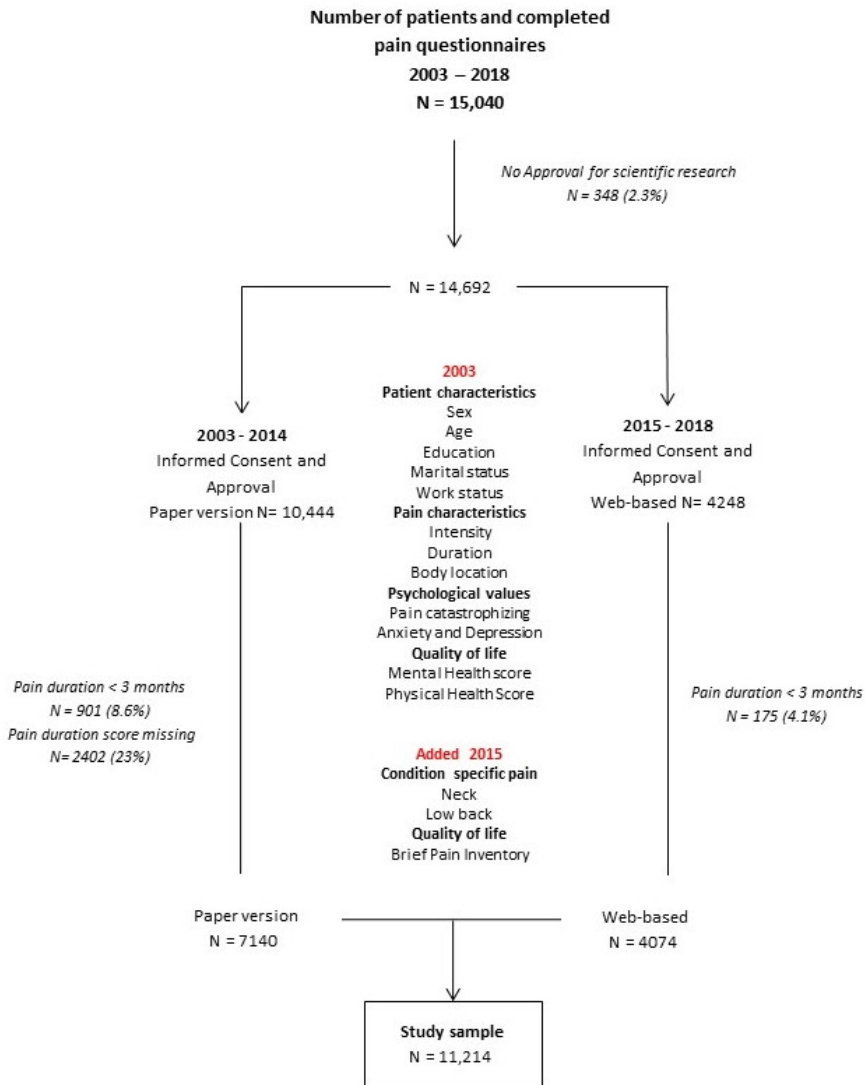 Number of patients and completed
pain questionnaires
2003 – 2018
N = 15,040
No Approval for scientific research
N = 348 (2.3%)
N = 14,692
2003 - 2014
Informed Consent and
Approval
Paper version N= 10,444
2003
Patient characteristics
Sex
Age
Education
Marital status
Work status
Pain characteristics
Intensity
Duration
Body location
Psychological values
Pain catastrophizing
Anxiety and Depression
Quality of life
Mental Health score
Physical Health Score
2015 - 2018
Informed Consent and
Approval
Web-based N= 4248
Pain duration < 3 months
N = 901 (8.6%)
Pain duration score missing
N= 2402 (23%)
Added 2015
Condition specific pain
Neck
Low back
Quality of life
Brief Pain Inventory
Pain duration < 3 months
N = 175 (4.1%)
Paper version
N = 7140
Web-based
N = 4074
Study sample
N = 11,214